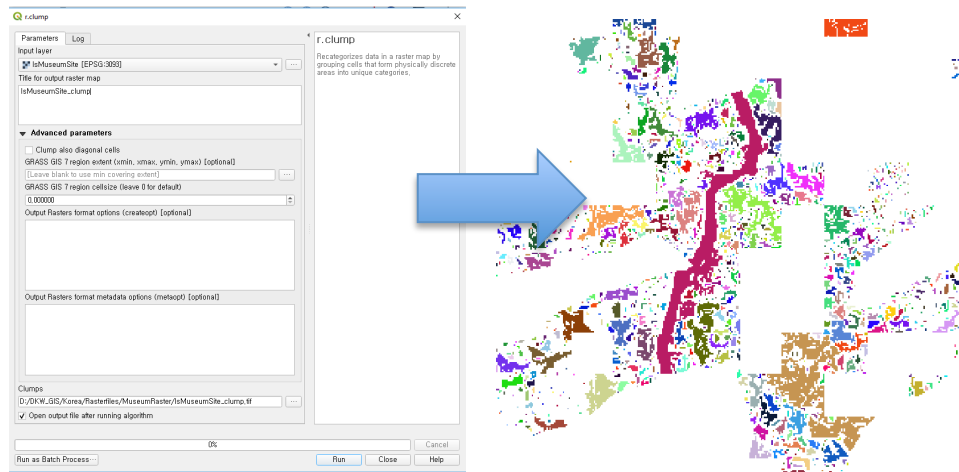 r.clump
Parameters
Log
Input layer
IsMuseumSite [EPSG:3093]
Title for output raster map
IsMuseumSite_clump
Advanced parameters
Clump also diagonal cells
GRASS GIS 7 region extent (xmin, xmax, ymin, ymax) [optional]
[Leave blank to use min covering extent]
GRASS GIS 7 region cellsize (leave 0 for default)
0,000000
Output Rasters format options (createopt) [optional]
Output Rasters format metadata options (metaopt) [optional]
Clumps
D:/DKW_GIS/Korea/Rasterfiles/MuseumRaster/IsMuseumSite_clump.tif
Open output file after running algorithm
r.clump
Recategorizes data in a raster map by
grouping cells that form physically discrete
areas into unique categories.
0%
Cancel
Run as Batch Process…
Run
Close
Help